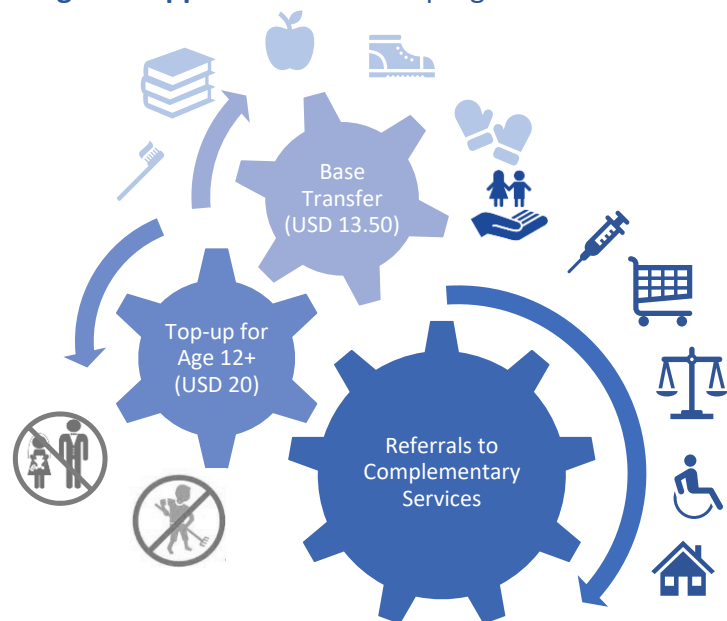 Base
Transfer
(USD 13.50)
Top-up for
Age 12+
(USD 20)
Referrals to
Complementary
Services